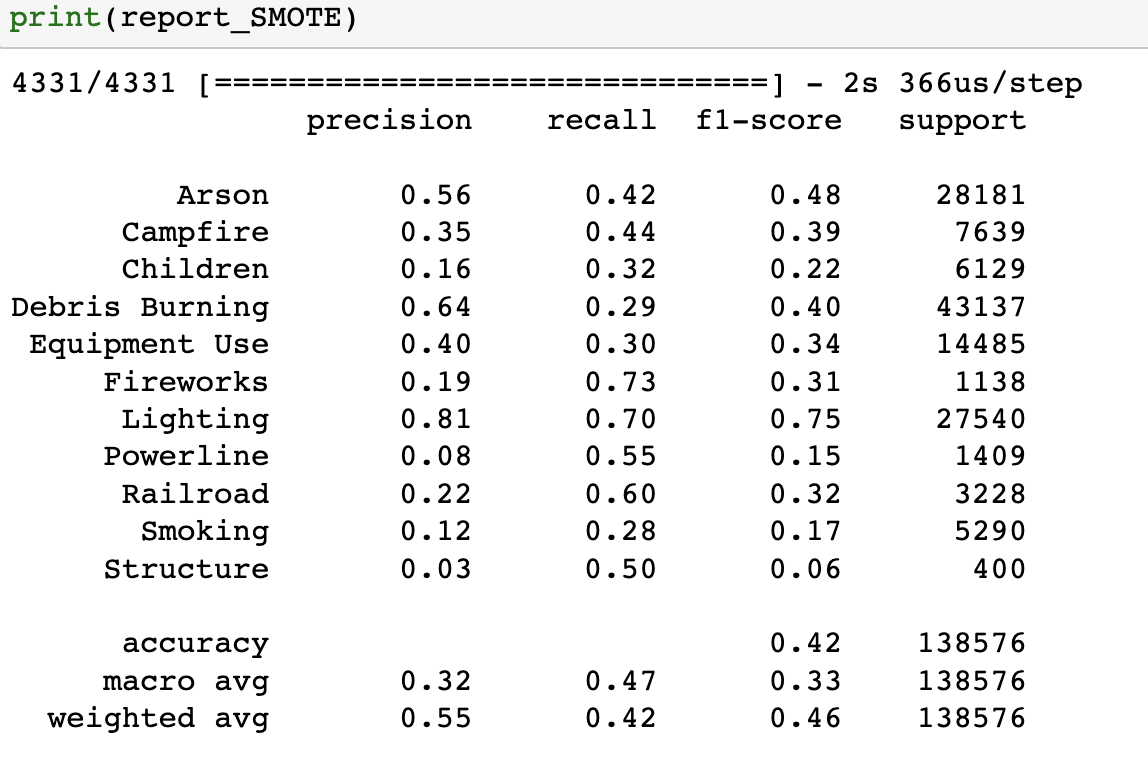 print(report_SMOTE)
4331/4331 [==============================] - 2s 366us/step
precision recall f1-score support
Arson 0.56 0.42 0.48 28181
Campfire 0.35 0.44 0.39 7639
Children 0.16 0.32 0.22 6129
Debris Burning 0.64 0.29 0.40 43137
Equipment Use 0.40 0.30 0.34 14485
Fireworks 0.19 0.73 0.31 1138
Lighting 0.81 0.70 0.75 27540
Powerline 0.08 0.55 0.15 1409
Railroad 0.22 0.60 0.32 3228
Smoking 0.12 0.28 0.17 5290
Structure 0.03 0.50 0.06 400
accuracy 0.42 138576
macro avg 0.32 0.47 0.33 138576
weighted avg 0.55 0.42 0.46 138576